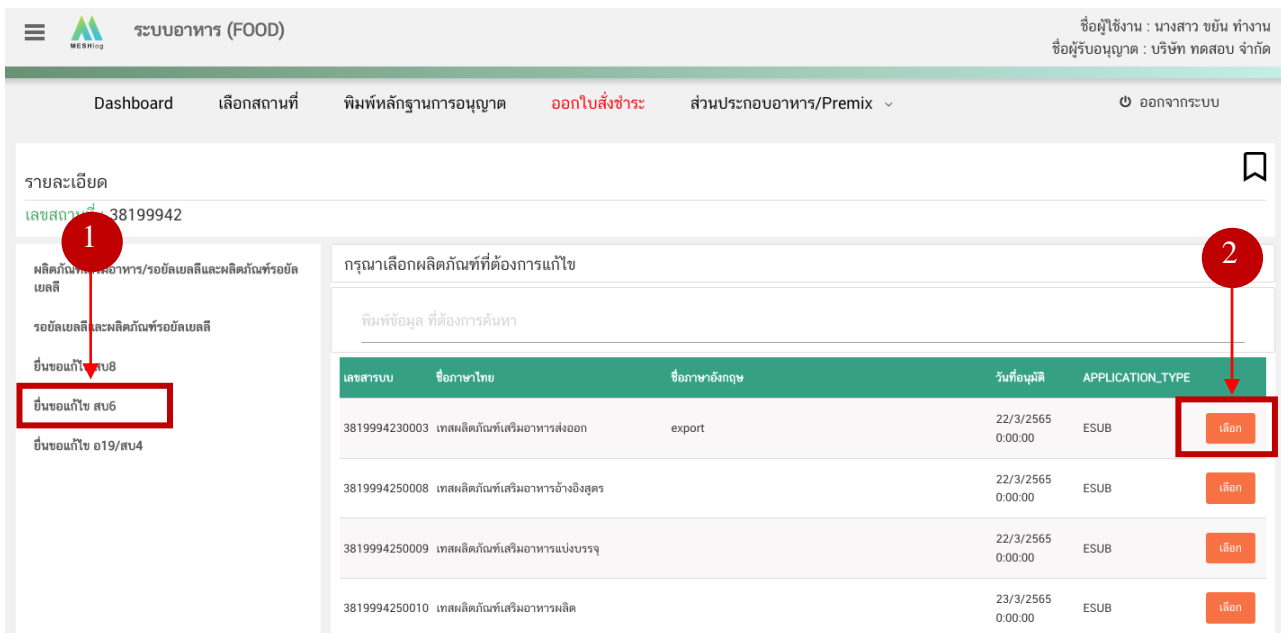 MESHlog
ระบบอาหาร (FOOD)
ชื่อผู้ใช้งาน : นางสาว ขยัน ทำงาน
ชื่อผู้รับอนุญาต : บริษัท ทดสอบ จำกัด
Dashboard เลือกสถานที่ พิมพ์หลักฐานการอนุญาต ออกใบสั่งชำระ ส่วนประกอบอาหาร/Premix ออกจากระบบ
รายละเอียด
38199942
1
2
ผลิตภัณฑ์ อาหาร/รอยัลเยลลีและผลิตภัณฑ์รอยัล
เยลลี
รอยัลเยลลีและผลิตภัณฑ์รอยัลเยลลี
ยื่นขอแก้ไข สบ8
ยื่นขอแก้ไข สบ6
ยื่นขอแก้ไข อ19/สบ4
กรุณาเลือกผลิตภัณฑ์ที่ต้องการแก้ไข
พิมพ์ข้อมูล ที่ต้องการค้นหา
เลขสารบบ ชื่อภาษาไทย ชื่อภาษาอังกฤษ วันที่อนุมัติ APPLICATION_TYPE
3819994230003 เทสผลิตภัณฑ์เสริมอาหารส่งออก export 22/3/2565 0:00:00 ESUB เลือก
3819994250008 เทสผลิตภัณฑ์เสริมอาหารอ้างอิงสูตร 22/3/2565 0:00:00 ESUB เลือก
3819994250009 เทสผลิตภัณฑ์เสริมอาหารแบ่งบรรจุ 22/3/2565 0:00:00 ESUB เลือก
3819994250010 เทสผลิตภัณฑ์เสริมอาหารผลิต 23/3/2565 0:00:00 ESUB เลือก